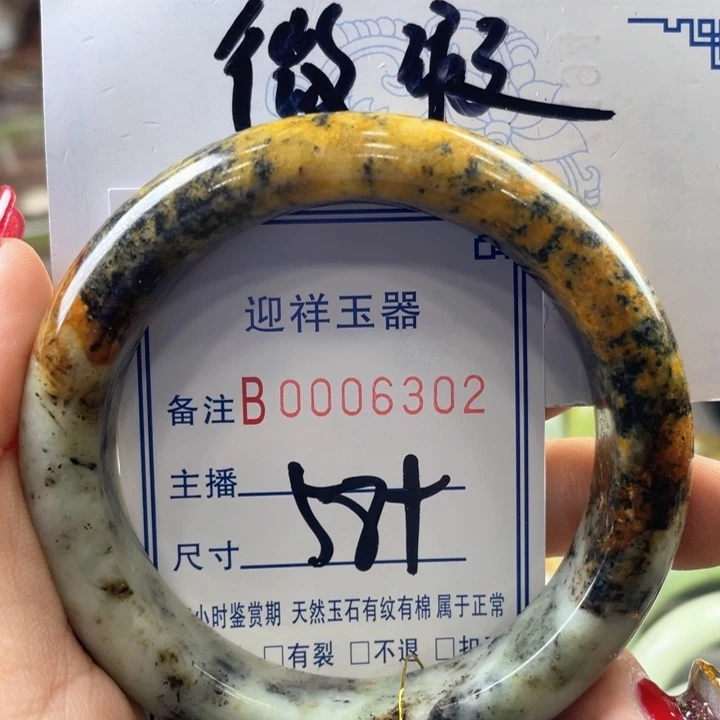 微瑕
迎祥玉器
备注B0006302
主播
尺寸 58+
小时鉴赏期 天然玉石有纹有棉 属于正常
□有裂 □不退